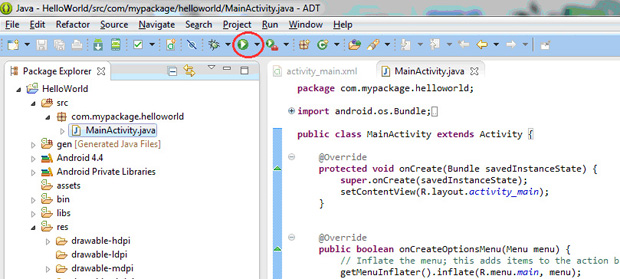 Java - HelloWorld/src/com/mypackage/helloworld/MainActivity.java - ADT
File Edit Refactor Source Navigate Search Project Run Window Help
Package Explorer
HelloWorld
src
com.mypackage.helloworld
MainActivity.java
gen [Generated Java Files]
Android 4.4
Android Private Libraries
assets
bin
libs
res
drawable-hdpi
drawable-ldpi
drawable-mdpi
activity_main.xml MainActivity.java
package com.mypackage.helloworld;
import android.os.Bundle;
public class MainActivity extends Activity {
@Override
protected void onCreate(Bundle savedInstanceState) {
super.onCreate(savedInstanceState);
setContentView(R.layout.activity_main);
}
@Override
public boolean onCreateOptionsMenu(Menu menu) {
// Inflate the menu; this adds items to the action ba
getMenuInflater().inflate(R.menu.main, menu);